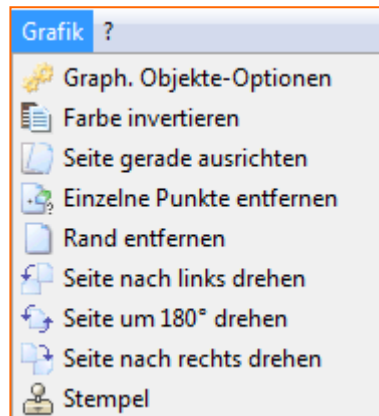 Grafik ?
Graph. Objekte-Optionen
Farbe invertieren
Seite gerade ausrichten
Einzelne Punkte entfernen
Rand entfernen
Seite nach links drehen
Seite um 180° drehen
Seite nach rechts drehen
Stempel